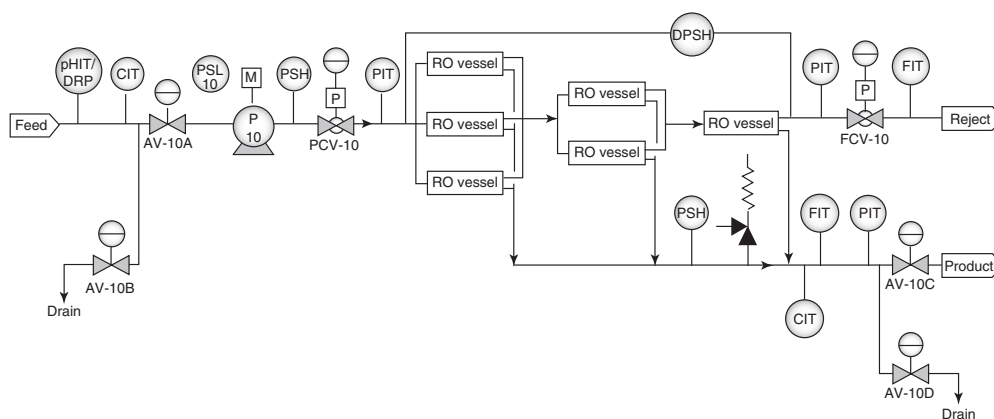 DPSH
pHIT/
DRP
CIT
PSL
10
M
PSH
P
PIT
RO vessel
RO vessel
RO vessel
RO vessel
RO vessel
RO vessel
PIT
P
FIT
Feed
AV-10A
P
10
PCV-10
FCV-10
Reject
AV-10B
Drain
PSH
FIT
PIT
CIT
AV-10C
Product
AV-10D
Drain